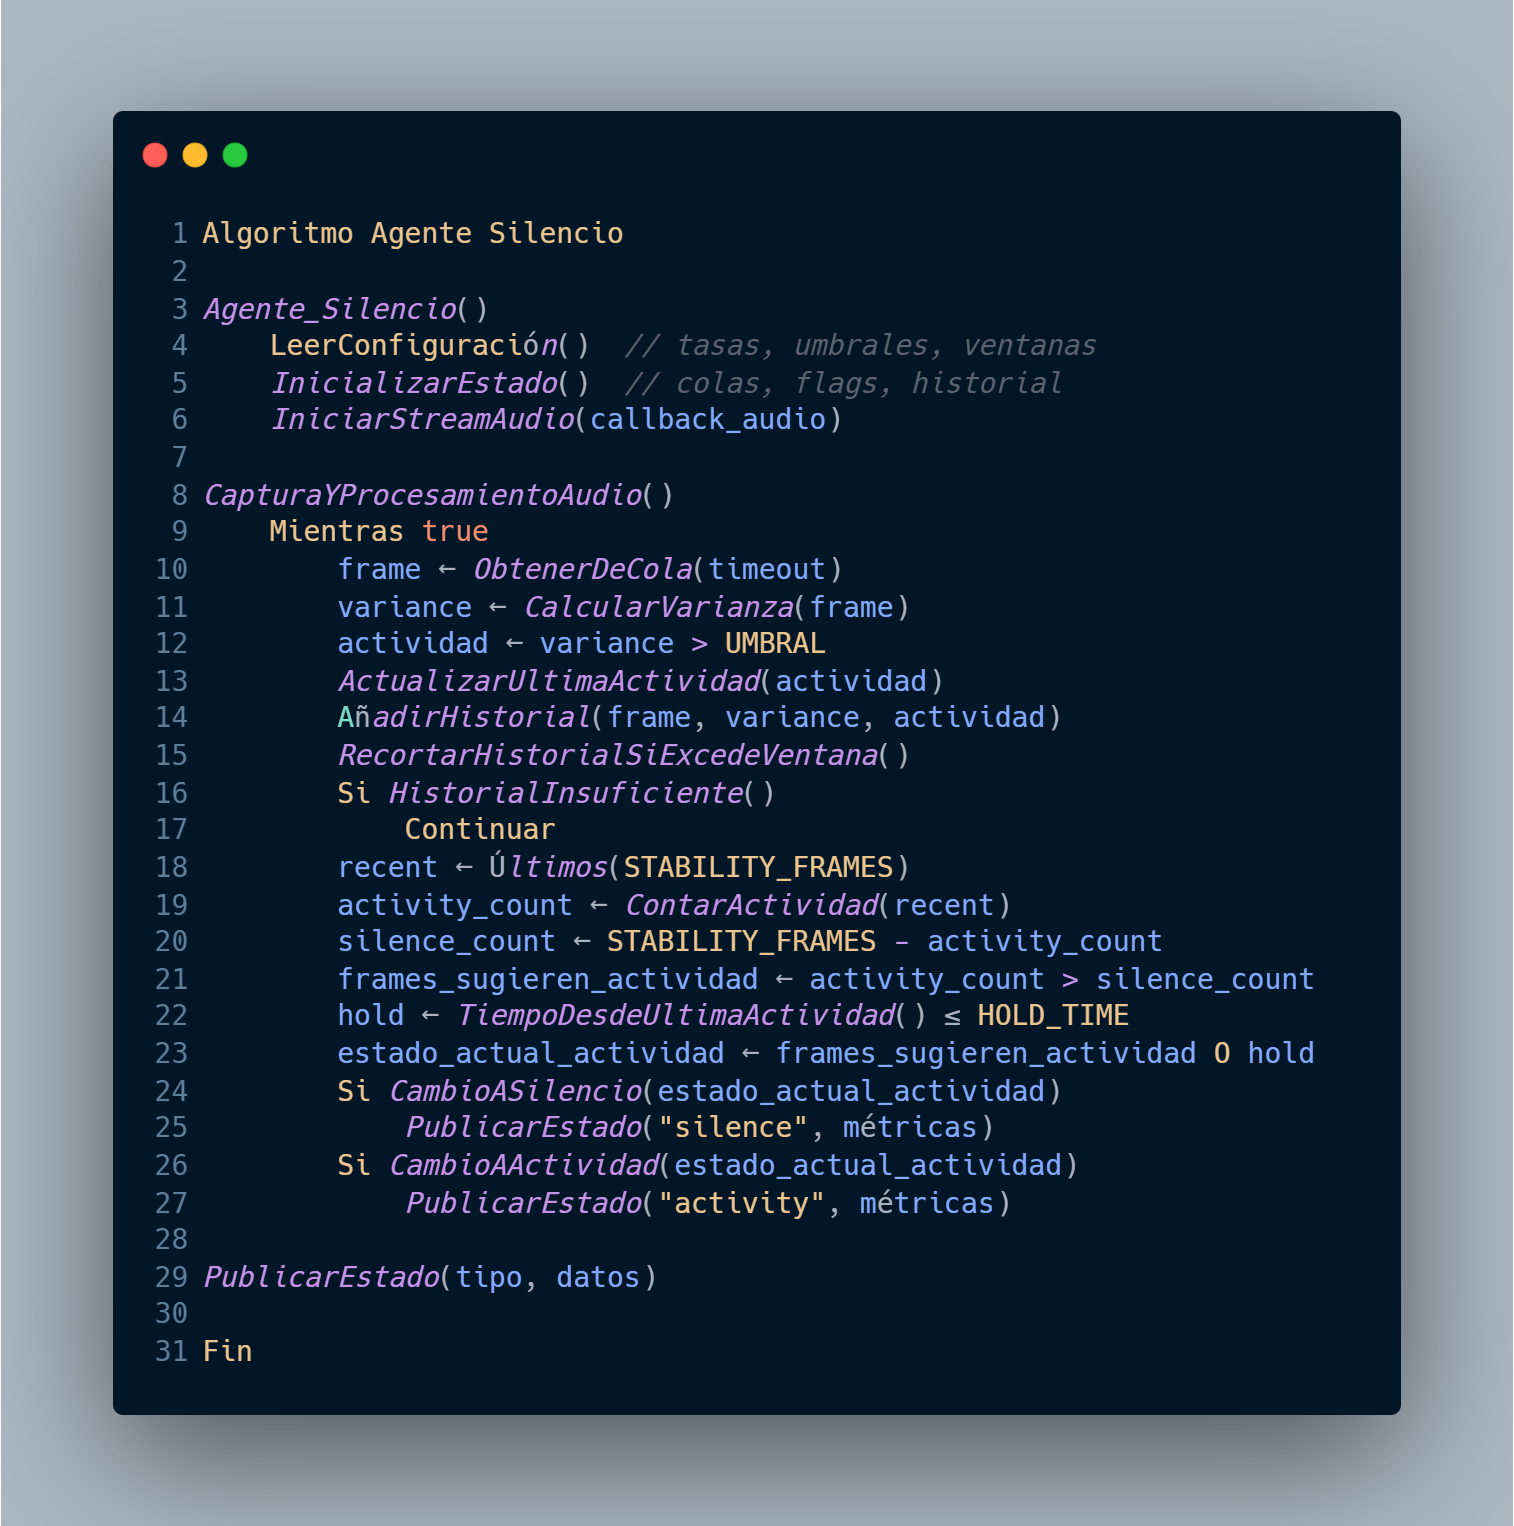 1 Algoritmo Agente Silencio
2
3 Agente_Silencio()
4     LeerConfiguración()  // tasas, umbrales, ventanas
5     InicializarEstado()  // colas, flags, historial
6     IniciarStreamAudio(callback_audio)
7
8 CapturaYProcesamientoAudio()
9     Mientras true
10         frame ← ObtenerDeCola(timeout)
11         variance ← CalcularVarianza(frame)
12         actividad ← variance > UMBRAL
13         ActualizarUltimaActividad(actividad)
14         AñadirHistorial(frame, variance, actividad)
15         RecortarHistorialSiExcedeVentana()
16         Si HistorialInsuficiente()
17             Continuar
18         recent ← Últimos(STABILITY_FRAMES)
19         activity_count ← ContarActividad(recent)
20         silence_count ← STABILITY_FRAMES - activity_count
21         frames_sugieren_actividad ← activity_count > silence_count
22         hold ← TiempoDesdeUltimaActividad() ≤ HOLD_TIME
23         estado_actual_actividad ← frames_sugieren_actividad O hold
24         Si CambioASilencio(estado_actual_actividad)
25             PublicarEstado("silence", métricas)
26         Si CambioAActividad(estado_actual_actividad)
27             PublicarEstado("activity", métricas)
28
29 PublicarEstado(tipo, datos)
30
31 Fin